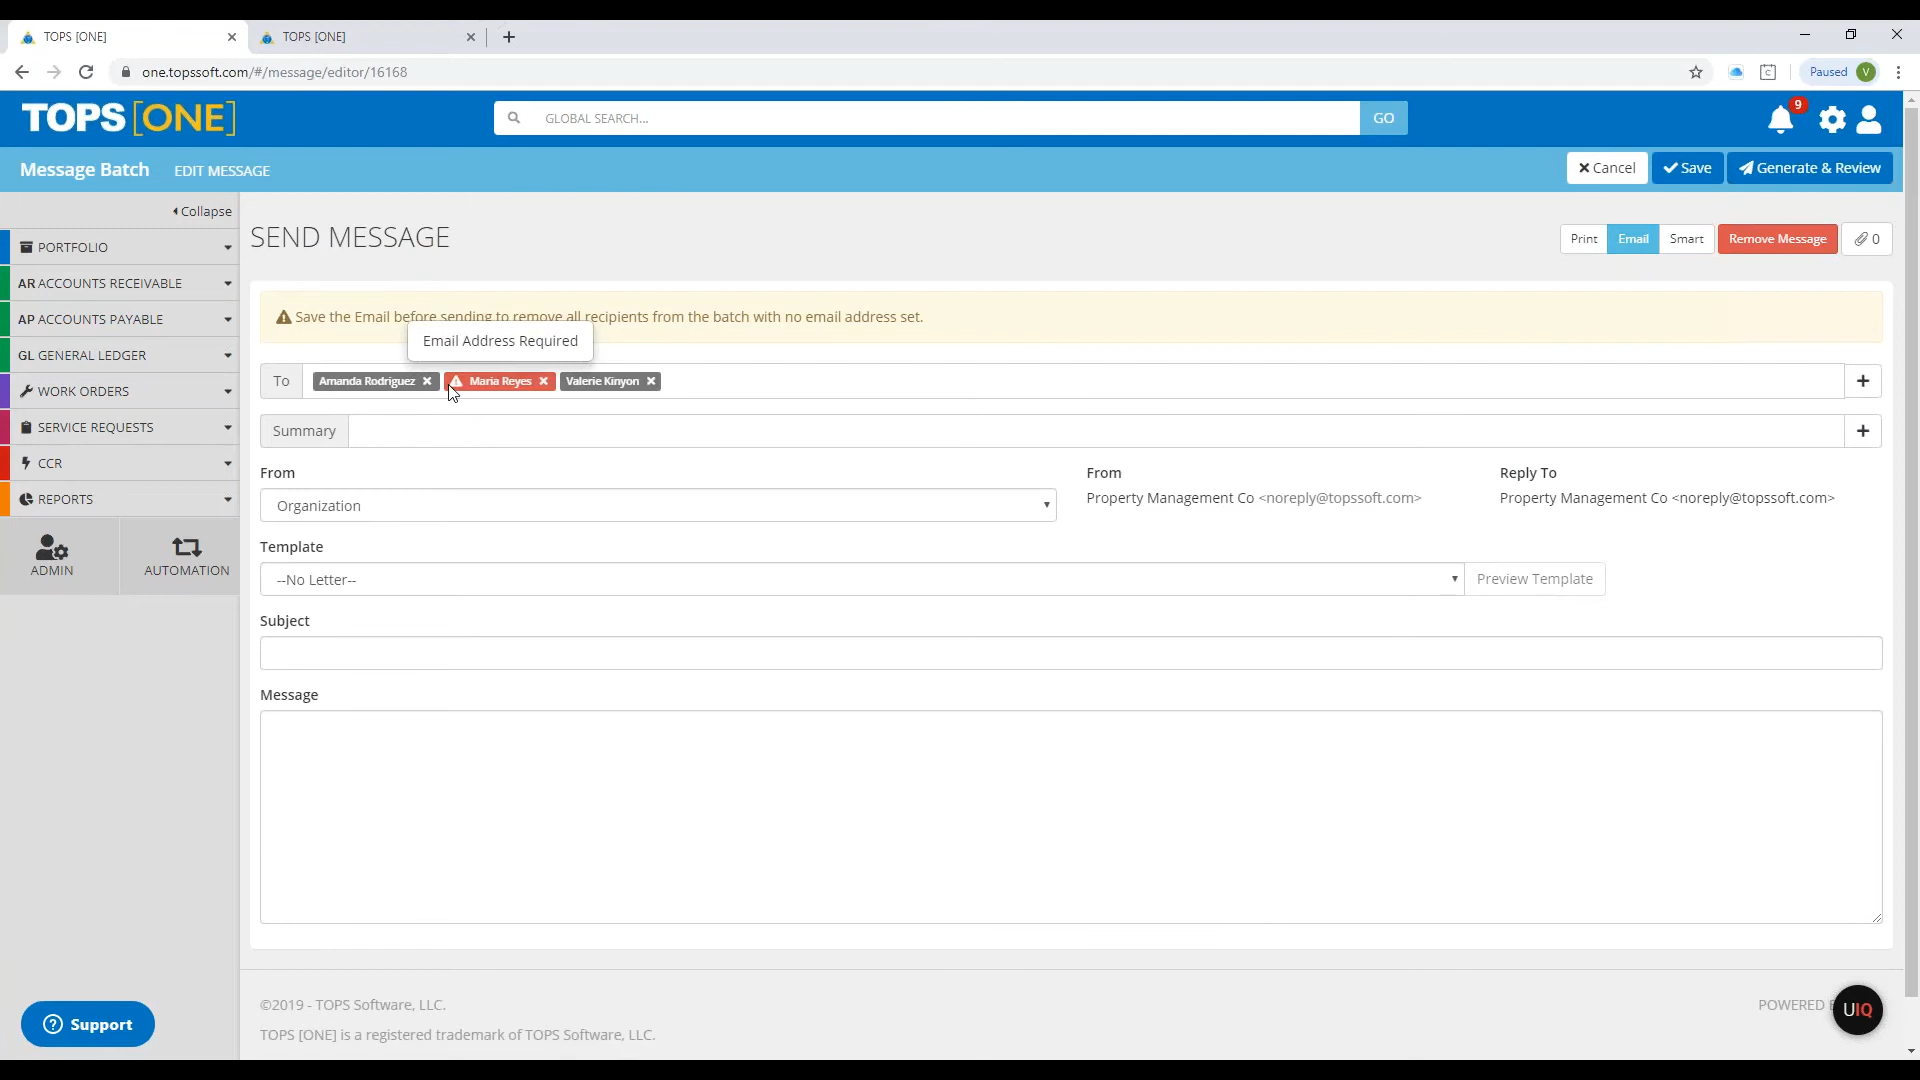 TOPS [ONE]
TOPS [ONE]
one.topssoft.com/#/message/editor/16168
Paused V
TOPS [ONE]
GLOBAL SEARCH...
GO
9
Message Batch EDIT MESSAGE
Cancel
Save
Generate & Review
Collapse
PORTFOLIO
AR ACCOUNTS RECEIVABLE
AP ACCOUNTS PAYABLE
GL GENERAL LEDGER
WORK ORDERS
SERVICE REQUESTS
CCR
REPORTS
ADMIN
AUTOMATION
SEND MESSAGE
Print Email Smart Remove Message 0
Save the Email before sending to remove all recipients from the batch with no email address set.
Email Address Required
To Amanda Rodriguez Maria Reyes Valerie Kinyon
Summary
From
Organization
From
Property Management Co <noreply@topssoft.com>
Reply To
Property Management Co <noreply@topssoft.com>
Template
--No Letter--
Preview Template
Subject
Message
©2019 - TOPS Software, LLC.
TOPS [ONE] is a registered trademark of TOPS Software, LLC.
POWERED
UIQ
Support